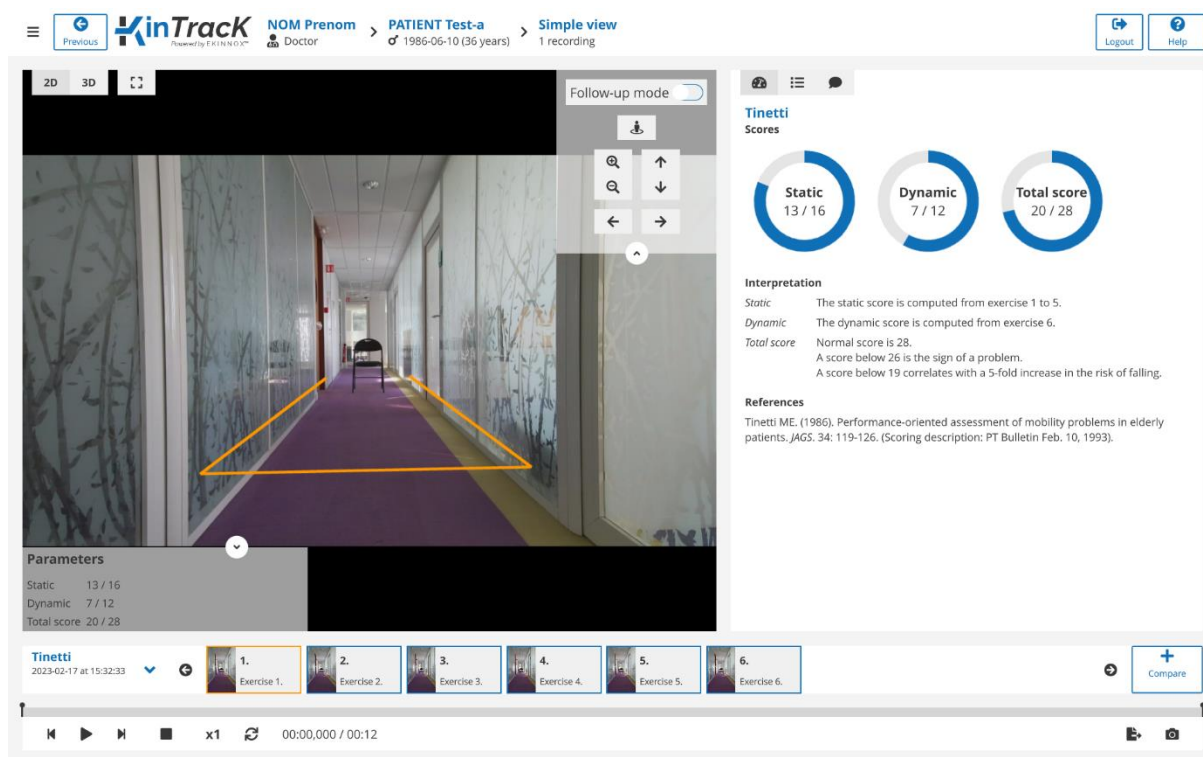 Previous
KinTrack
Powered by EKINNOX™
NOM Prenom
Doctor
PATIENT Test-a
1986-06-10 (36 years)
Simple view
1 recording
Logout
Help
2D 3D
Follow-up mode
Tinetti
Scores
Static
13 / 16
Dynamic
7 / 12
Total score
20 / 28
Interpretation
Static The static score is computed from exercise 1 to 5.
Dynamic The dynamic score is computed from exercise 6.
Total score Normal score is 28.
A score below 26 is the sign of a problem.
A score below 19 correlates with a 5-fold increase in the risk of falling.
References
Tinetti ME. (1986). Performance-oriented assessment of mobility problems in elderly
patients. JAGS. 34: 119-126. (Scoring description: PT Bulletin Feb. 10, 1993).
Parameters
Static 13 / 16
Dynamic 7 / 12
Total score 20 / 28
Tinetti
2023-02-17 at 15:32:33
1.
Exercise 1.
2.
Exercise 2.
3.
Exercise 3.
4.
Exercise 4.
5.
Exercise 5.
6.
Exercise 6.
Compare
x1
00:00,000 / 00:12